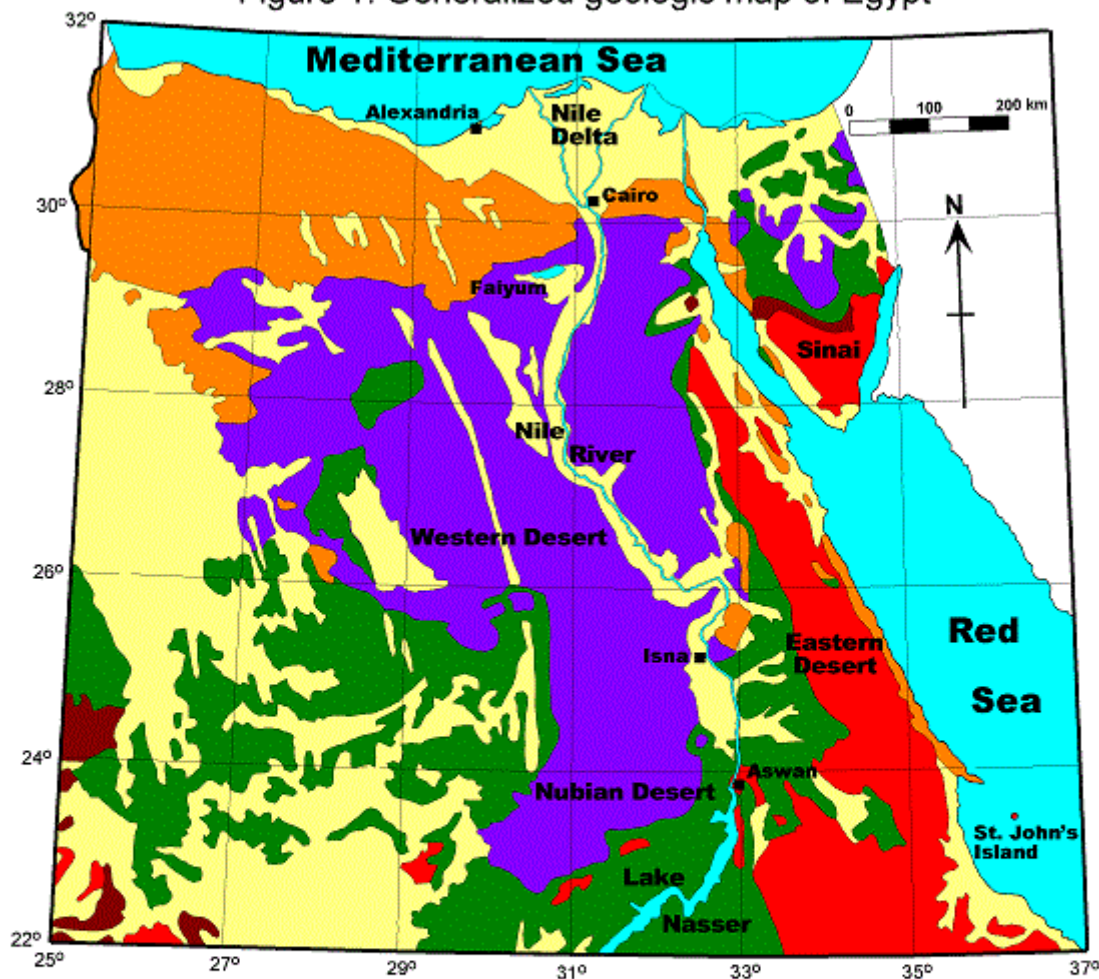 Figure 1. Generalized geologic map of Egypt
32°
Mediterranean Sea
Alexandria
Nile
Delta
0 100 200 km
Cairo
30°
N
Faiyum
Sinai
28°
Nile
River
Western Desert
26°
Red
Sea
Eastern
Desert
Isna
24°
Aswan
Nubian Desert
St. John's
Island
Lake
Nasser
22°
25° 27° 29° 31° 33° 35° 37°